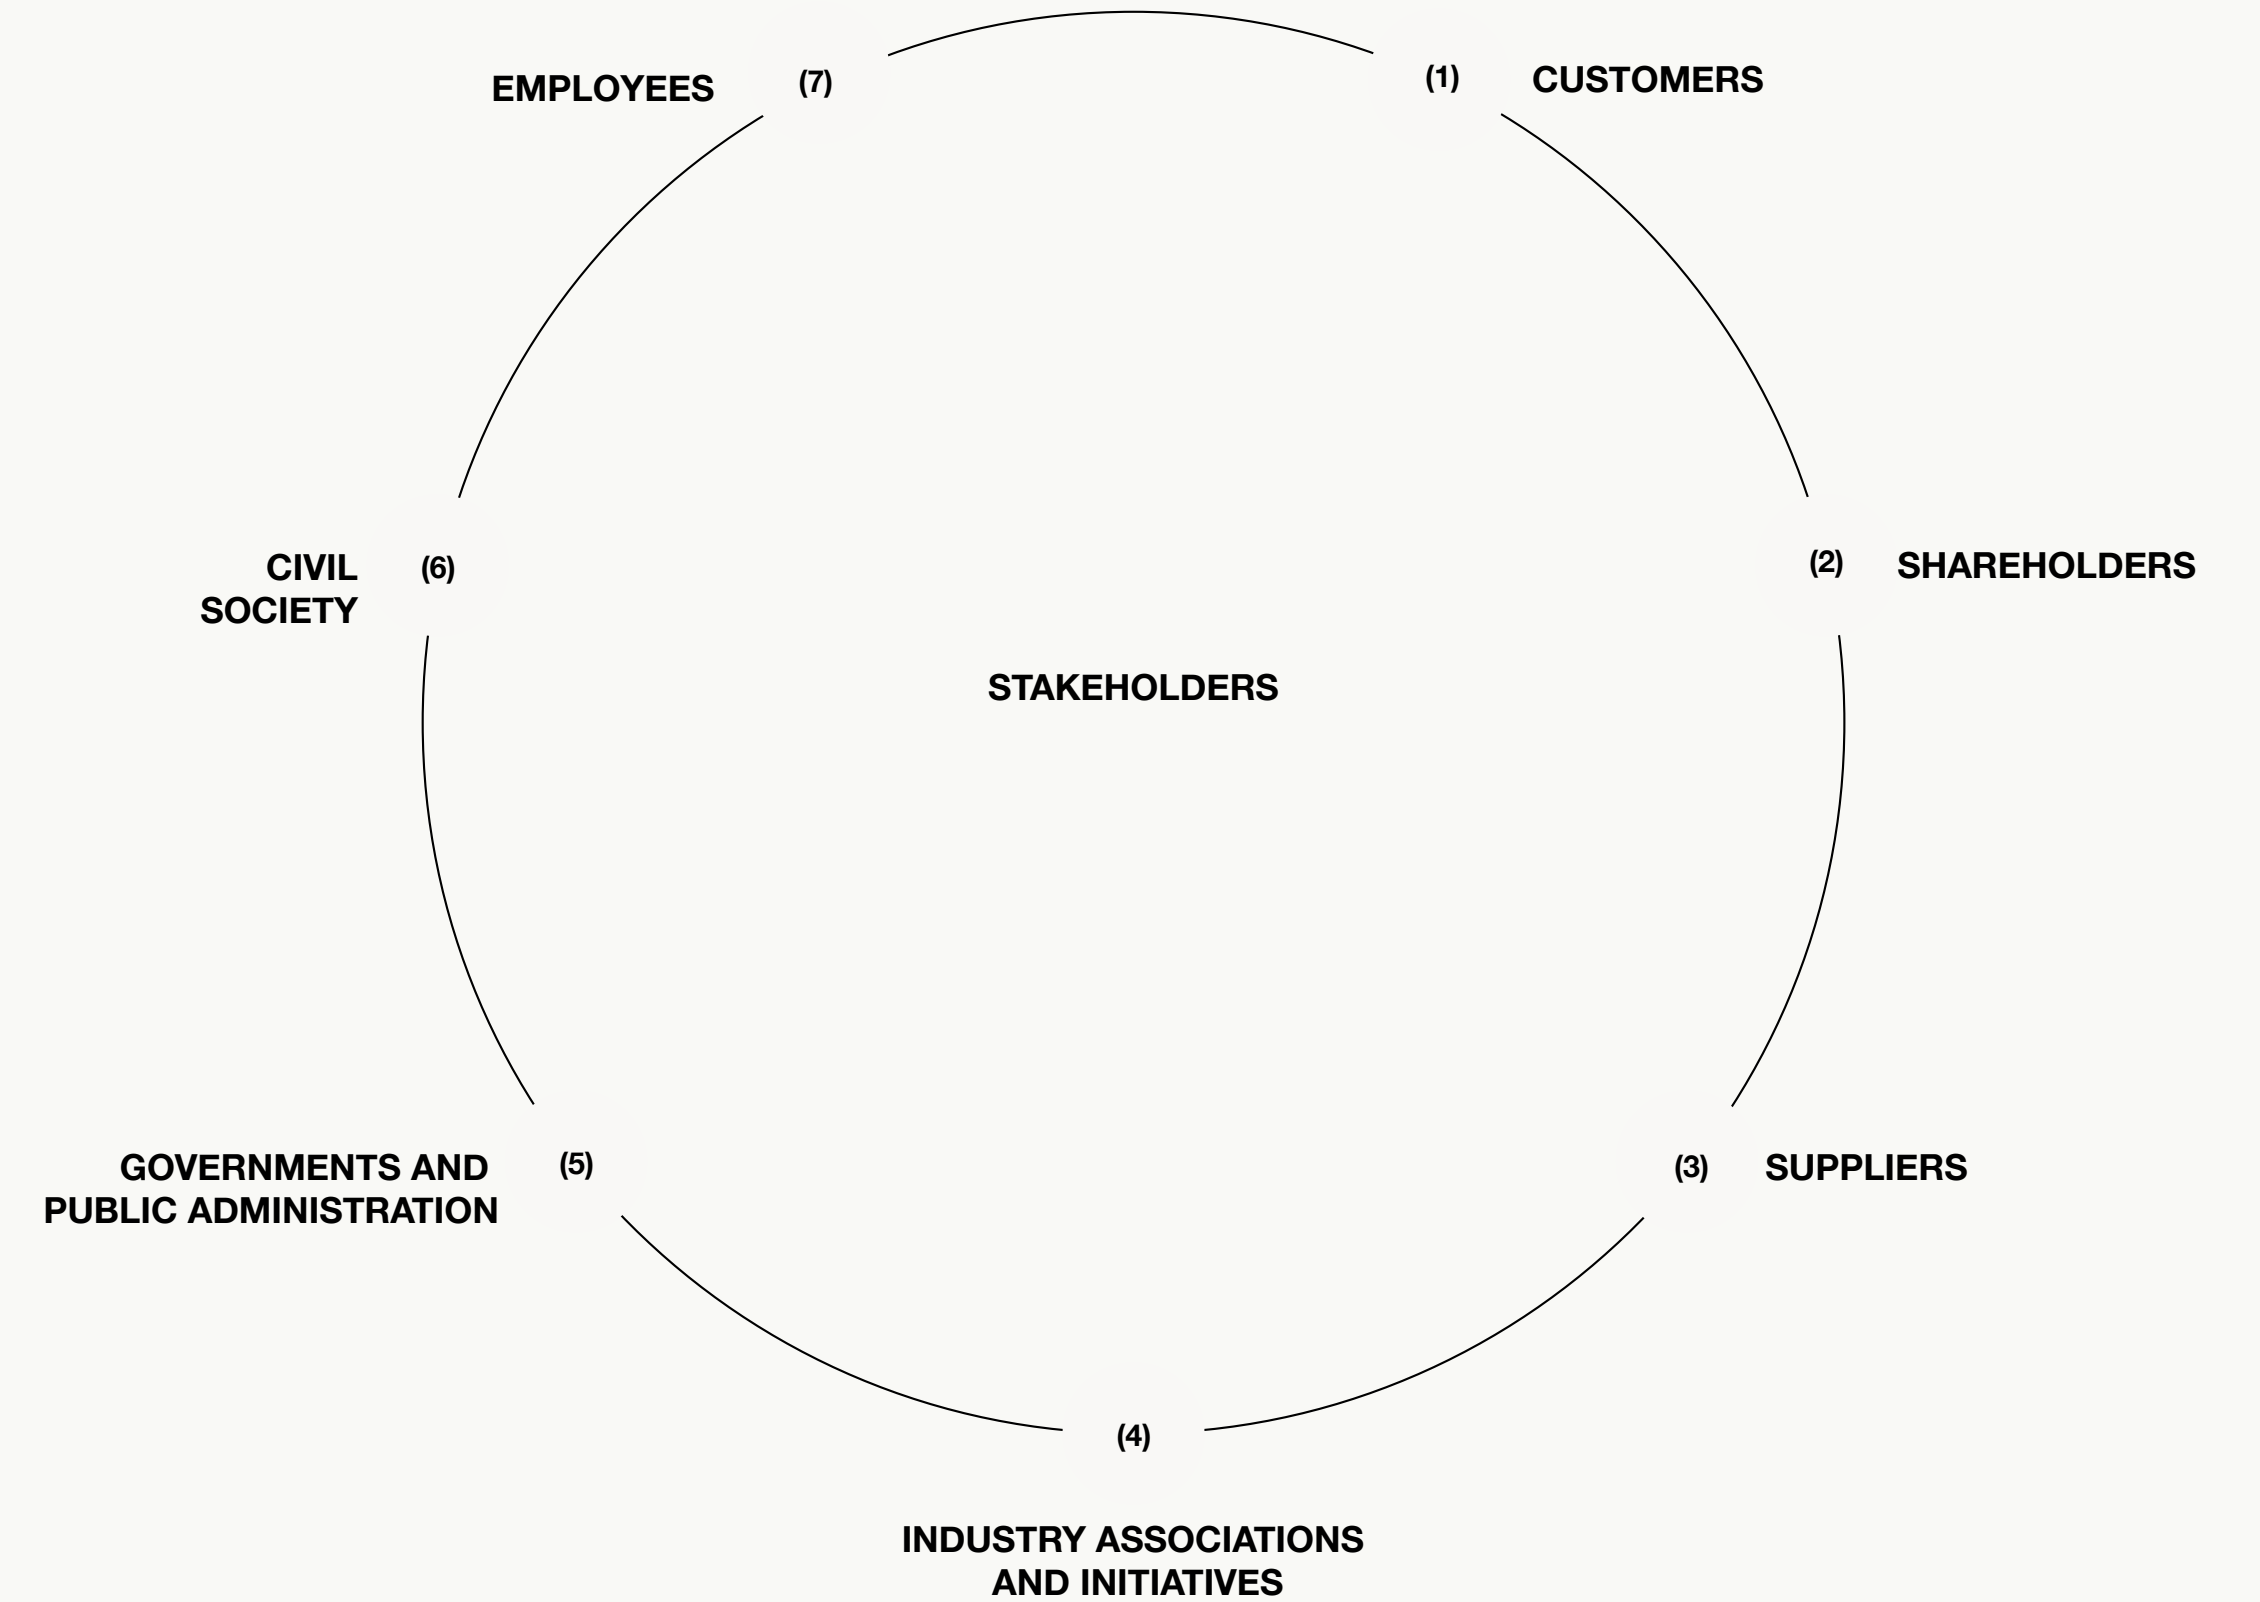 (7)
EMPLOYEES
(1)
CUSTOMERS
(6)
CIVIL
SOCIETY
(2)
SHAREHOLDERS
STAKEHOLDERS
(5)
GOVERNMENTS AND
PUBLIC ADMINISTRATION
(3)
SUPPLIERS
(4)
INDUSTRY ASSOCIATIONS
AND INITIATIVES